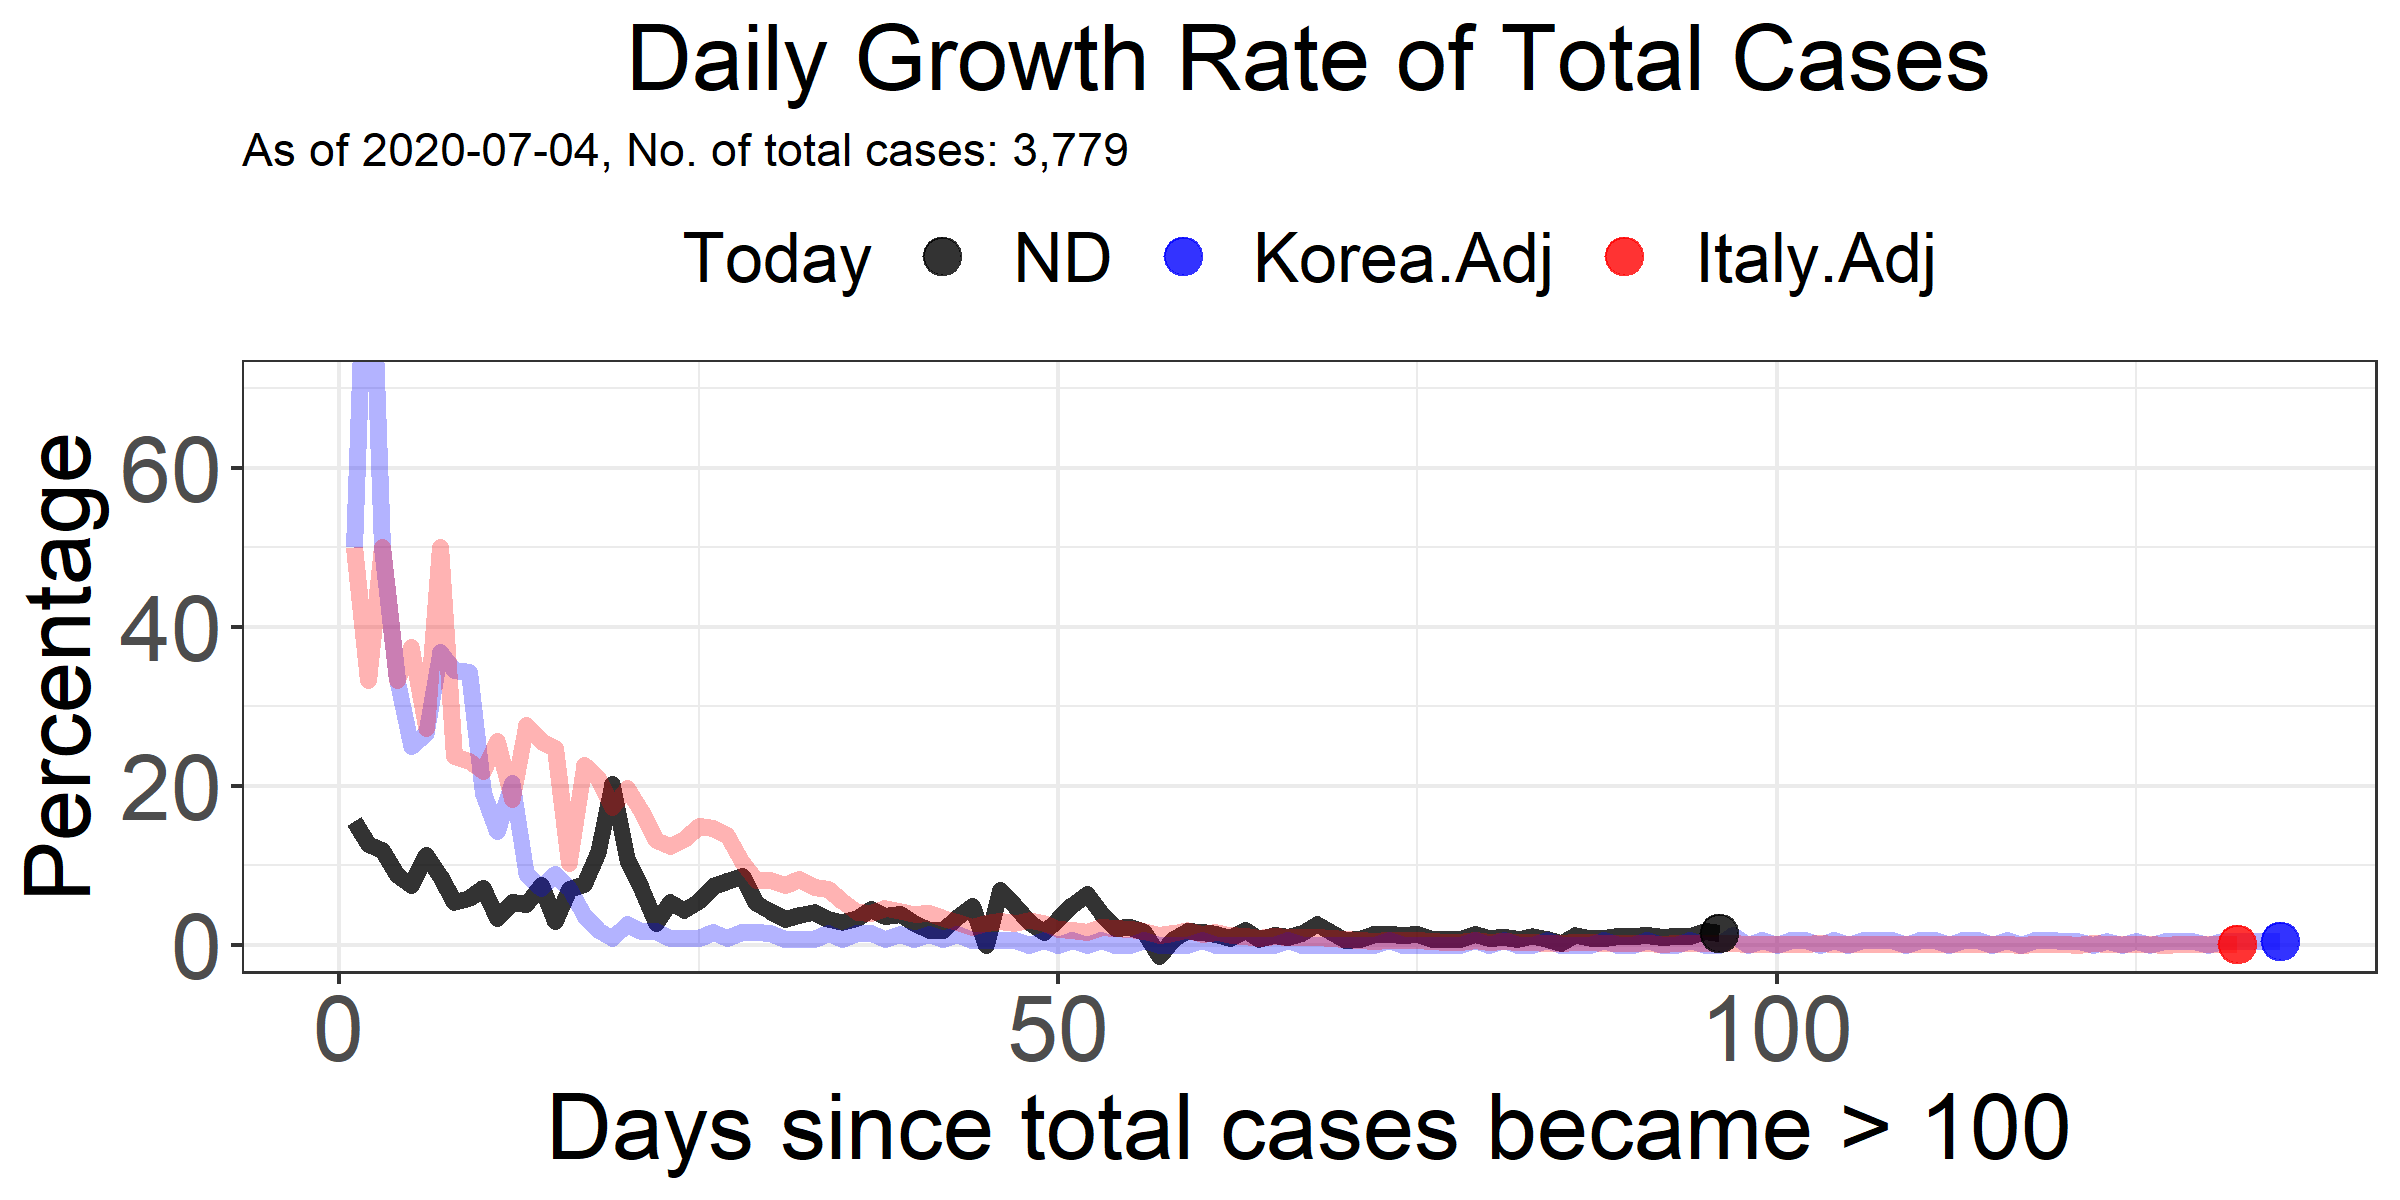 Daily Growth Rate of Total Cases
As of 2020-07-04, No. of total cases: 3,779
Today ND Korea.Adj Italy.Adj
Percentage
60
40
20
0
0 50 100
Days since total cases became > 100